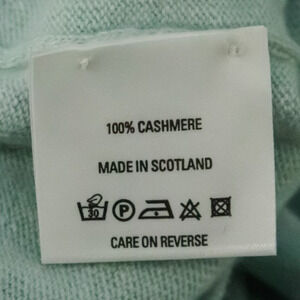 100% CASHMERE
MADE IN SCOTLAND
30 P
CARE ON REVERSE